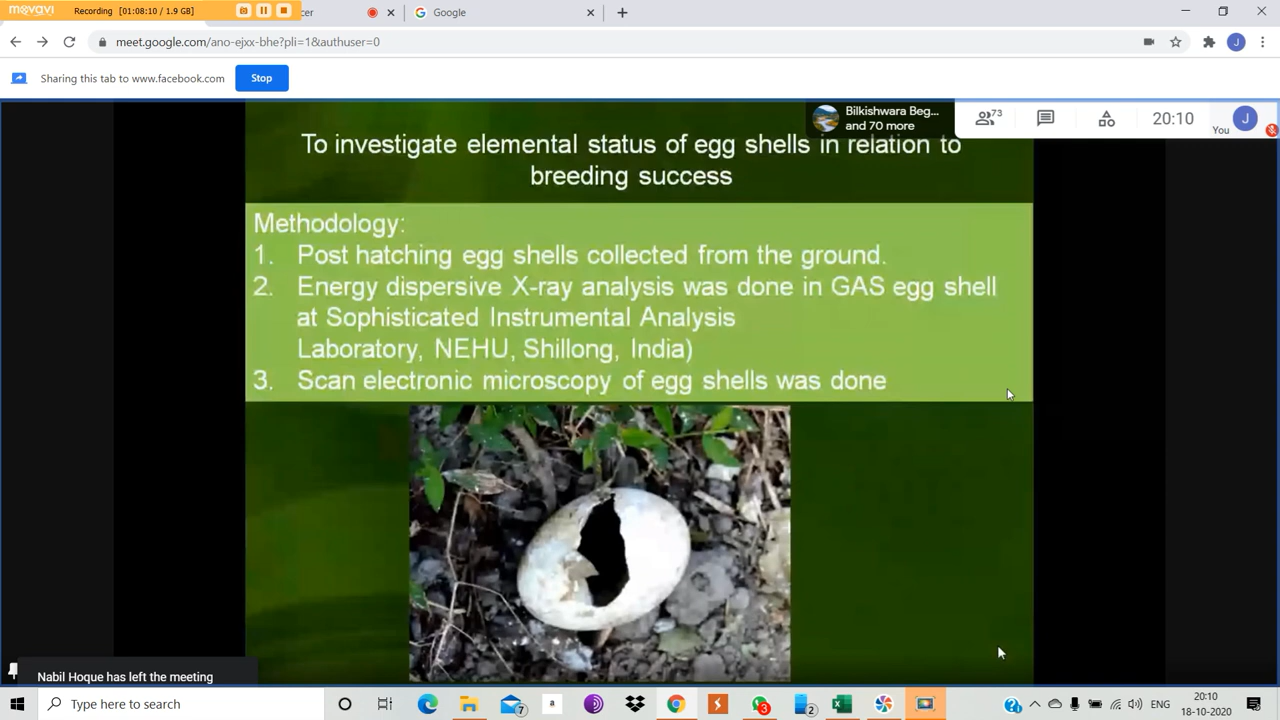 movavi
Recording [01:08:10 / 1.9 GB]
cer
Google
meet.google.com/ano-ejxx-bhe?pli=1&authuser=0
J
Sharing this tab to www.facebook.com
Stop
Bilkishwara Beg...
and 70 more
73
20:10
You
J
To investigate elemental status of egg shells in relation to
breeding success
Methodology:
1. Post hatching egg shells collected from the ground.
2. Energy dispersive X-ray analysis was done in GAS egg shell
at Sophisticated Instrumental Analysis
Laboratory, NEHU, Shillong, India)
3. Scan electronic microscopy of egg shells was done
Nabil Hoque has left the meeting
Type here to search
7
a
3
2
ENG
20:10
18-10-2020